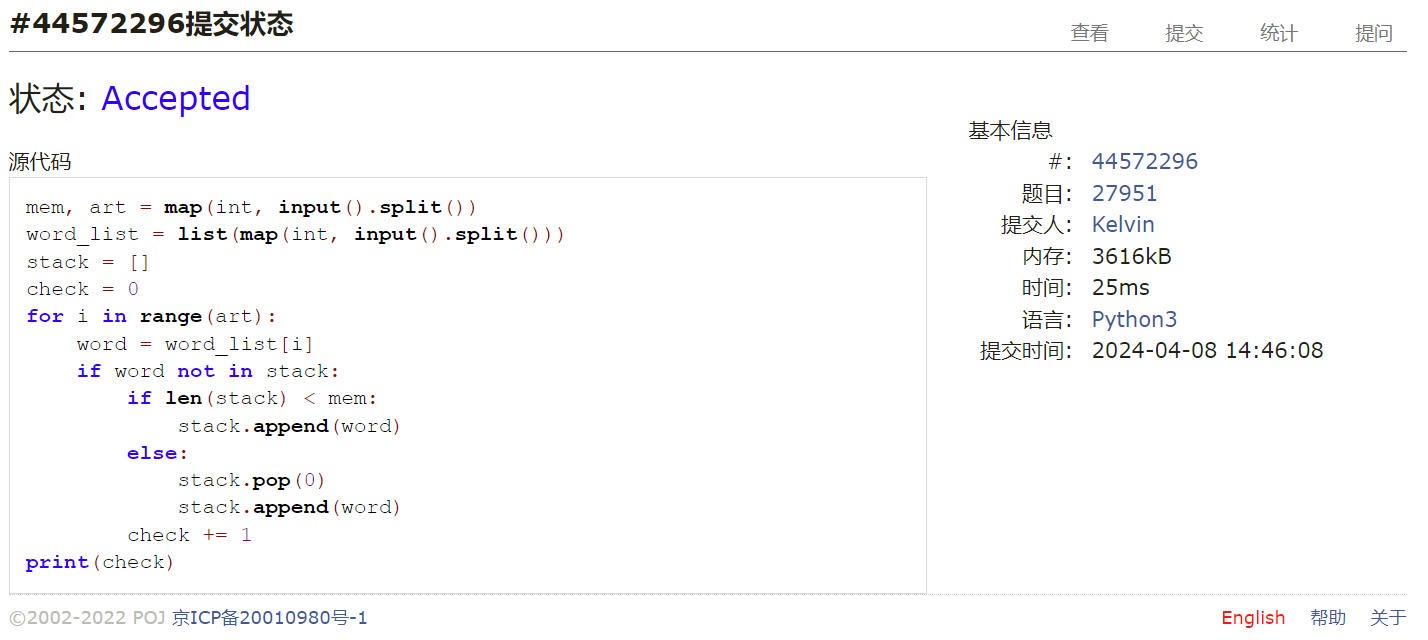 #44572296提交状态
查看 提交 统计 提问
状态: Accepted
源代码
mem, art = map(int, input().split())
word_list = list(map(int, input().split()))
stack = []
check = 0
for i in range(art):
    word = word_list[i]
    if word not in stack:
        if len(stack) < mem:
            stack.append(word)
        else:
            stack.pop(0)
            stack.append(word)
        check += 1
print(check)
基本信息
#: 44572296
题目: 27951
提交人: Kelvin
内存: 3616kB
时间: 25ms
语言: Python3
提交时间: 2024-04-08 14:46:08
©2002-2022 POJ 京ICP备20010980号-1
English 帮助 关于